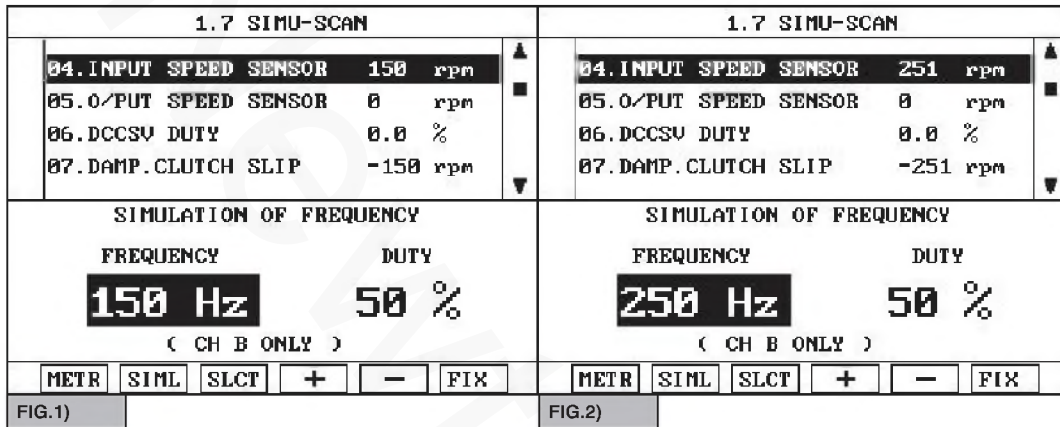 1.7 SIMU-SCAN
04.INPUT SPEED SENSOR 150 rpm
05.O/PUT SPEED SENSOR 0 rpm
06.DCCSV DUTY 0.0 %
07.DAMP.CLUTCH SLIP -150 rpm
SIMULATION OF FREQUENCY
FREQUENCY DUTY
150 Hz 50 %
( CH B ONLY )
METR SIML SLCT + - FIX
FIG.1)
1.7 SIMU-SCAN
04.INPUT SPEED SENSOR 251 rpm
05.O/PUT SPEED SENSOR 0 rpm
06.DCCSV DUTY 0.0 %
07.DAMP.CLUTCH SLIP -251 rpm
SIMULATION OF FREQUENCY
FREQUENCY DUTY
250 Hz 50 %
( CH B ONLY )
METR SIML SLCT + - FIX
FIG.2)